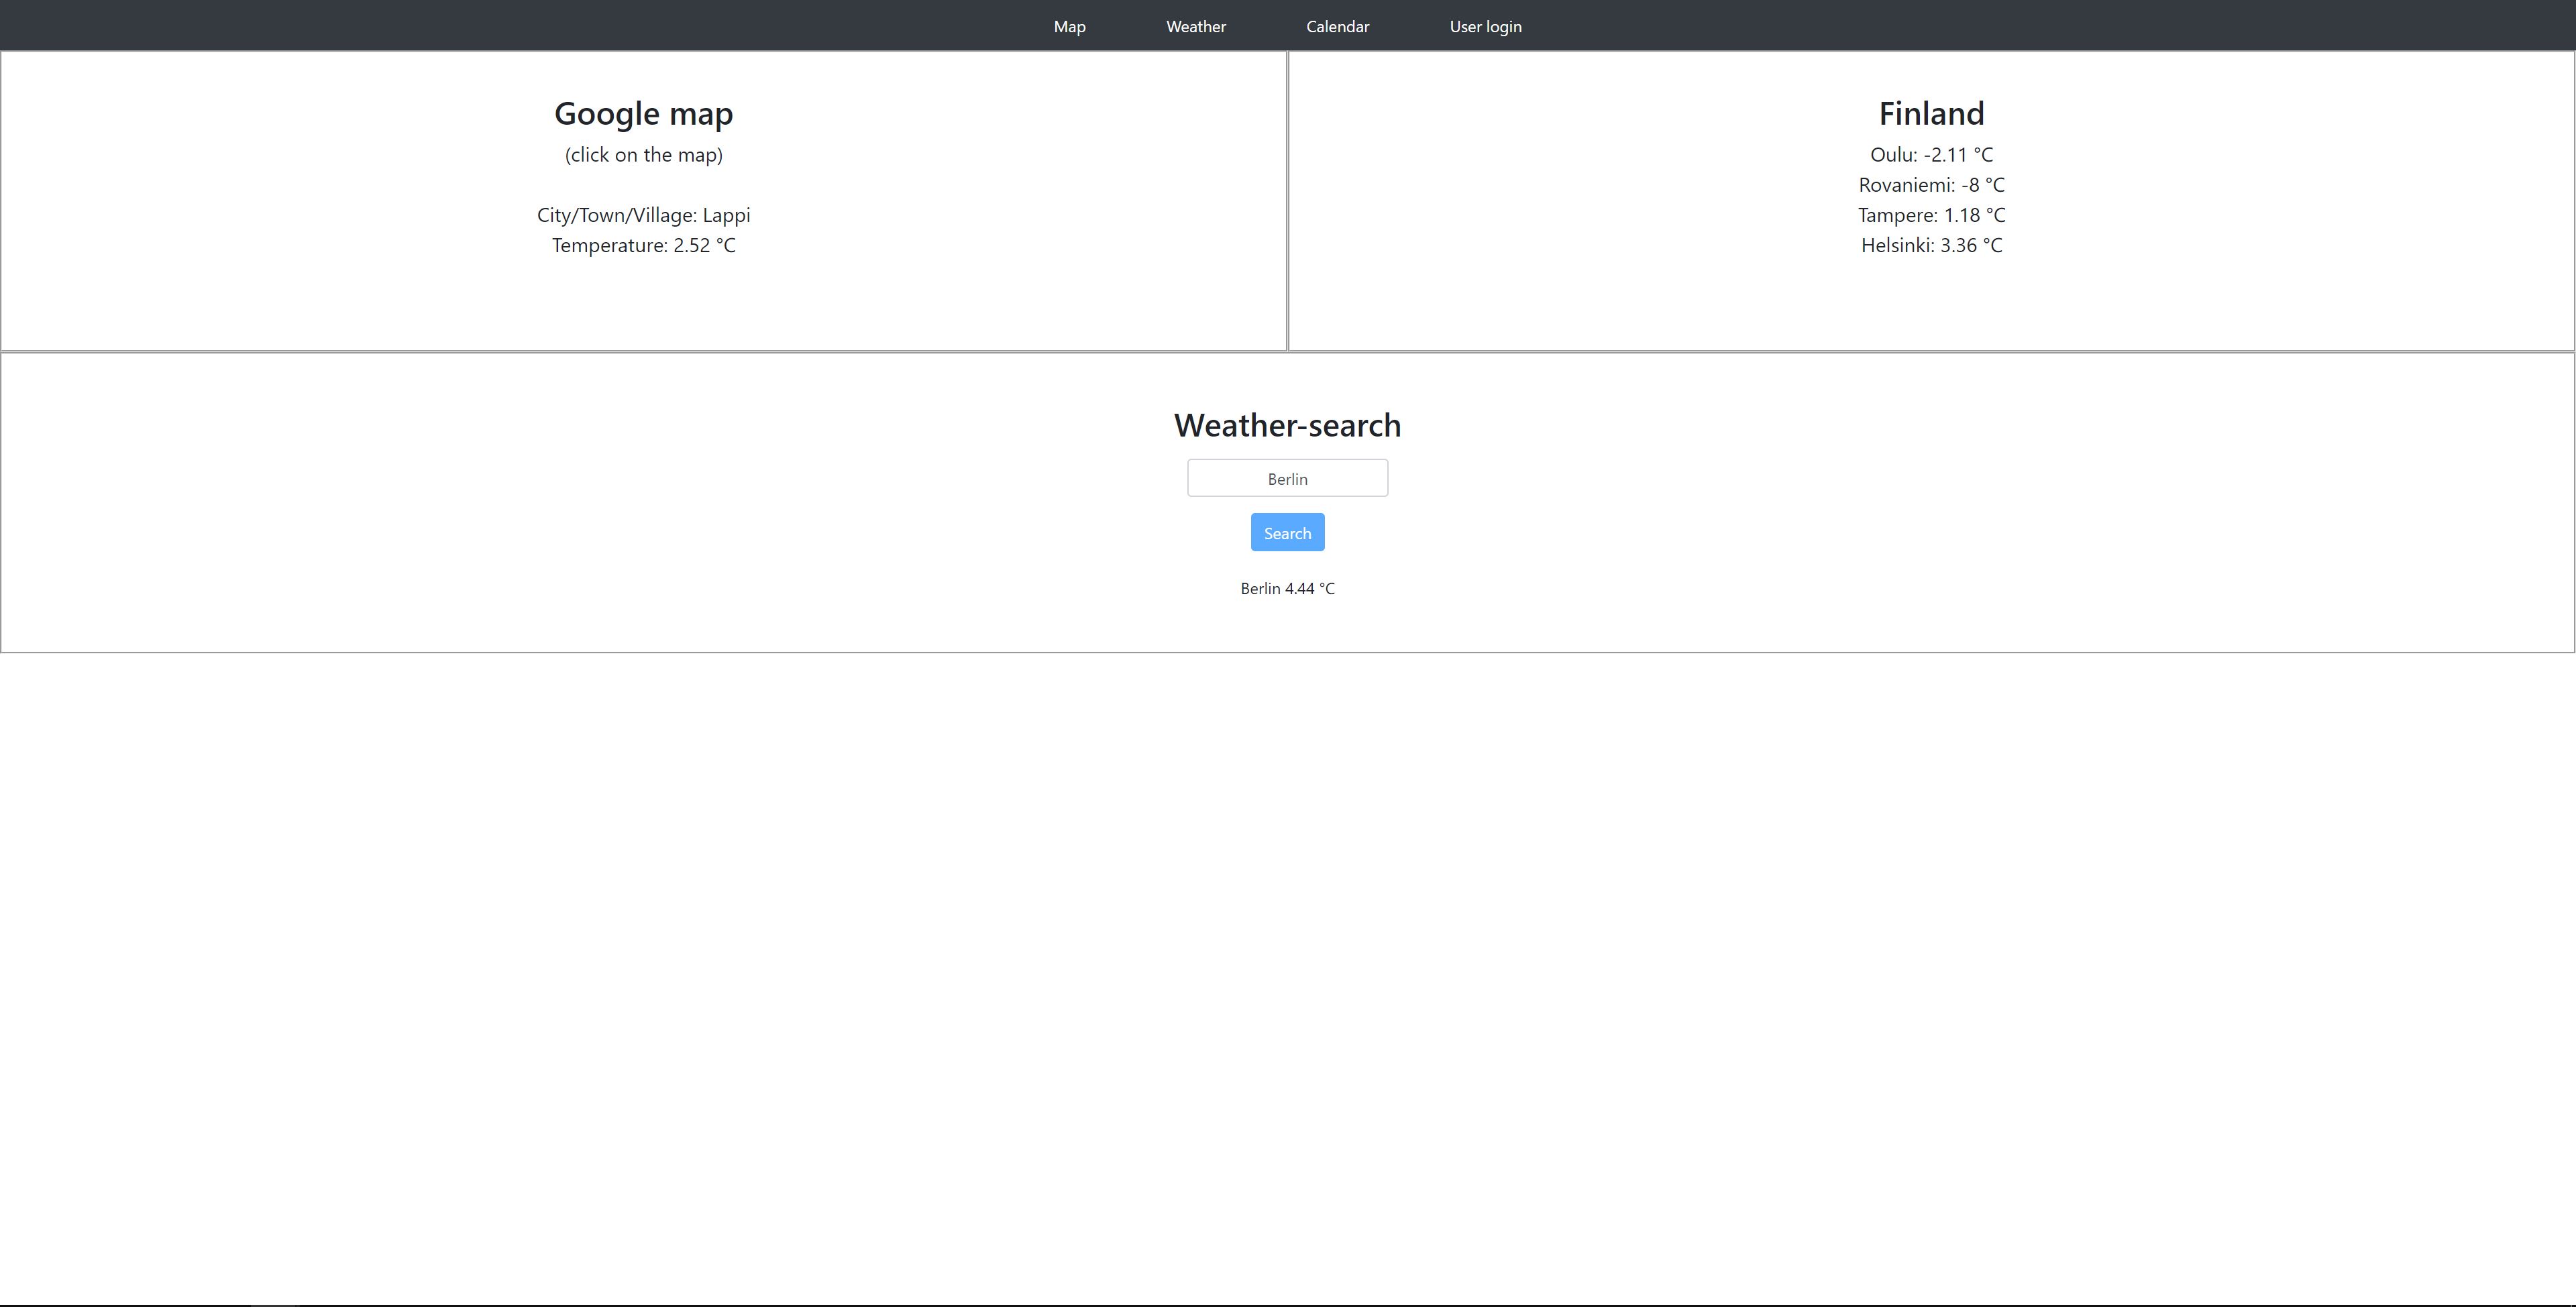 Map Weather Calendar User login
Google map
(click on the map)
City/Town/Village: Lappi
Temperature: 2.52 °C
Finland
Oulu: -2.11 °C
Rovaniemi: -8 °C
Tampere: 1.18 °C
Helsinki: 3.36 °C
Weather-search
Berlin
Search
Berlin 4.44 °C